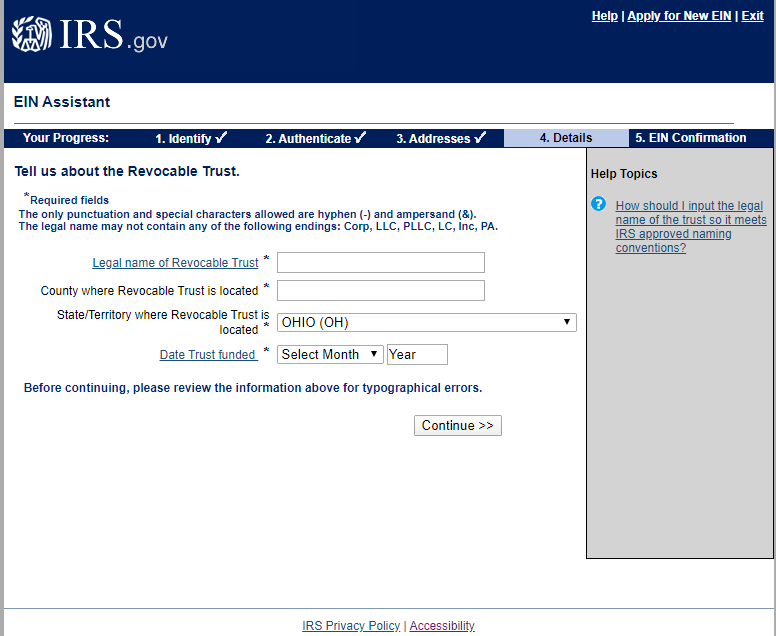 IRS.gov
Help | Apply for New EIN | Exit
EIN Assistant
Your Progress: 1. Identify ✓ 2. Authenticate ✓ 3. Addresses ✓ 4. Details 5. EIN Confirmation
Tell us about the Revocable Trust.
*Required fields
The only punctuation and special characters allowed are hyphen (-) and ampersand (&).
The legal name may not contain any of the following endings: Corp, LLC, PLLC, LC, Inc, PA.
Legal name of Revocable Trust *
County where Revocable Trust is located *
State/Territory where Revocable Trust is
located * OHIO (OH)
Date Trust funded * Select Month Year
Before continuing, please review the information above for typographical errors.
Continue >>
Help Topics
? How should I input the legal
name of the trust so it meets
IRS approved naming
conventions?
IRS Privacy Policy | Accessibility